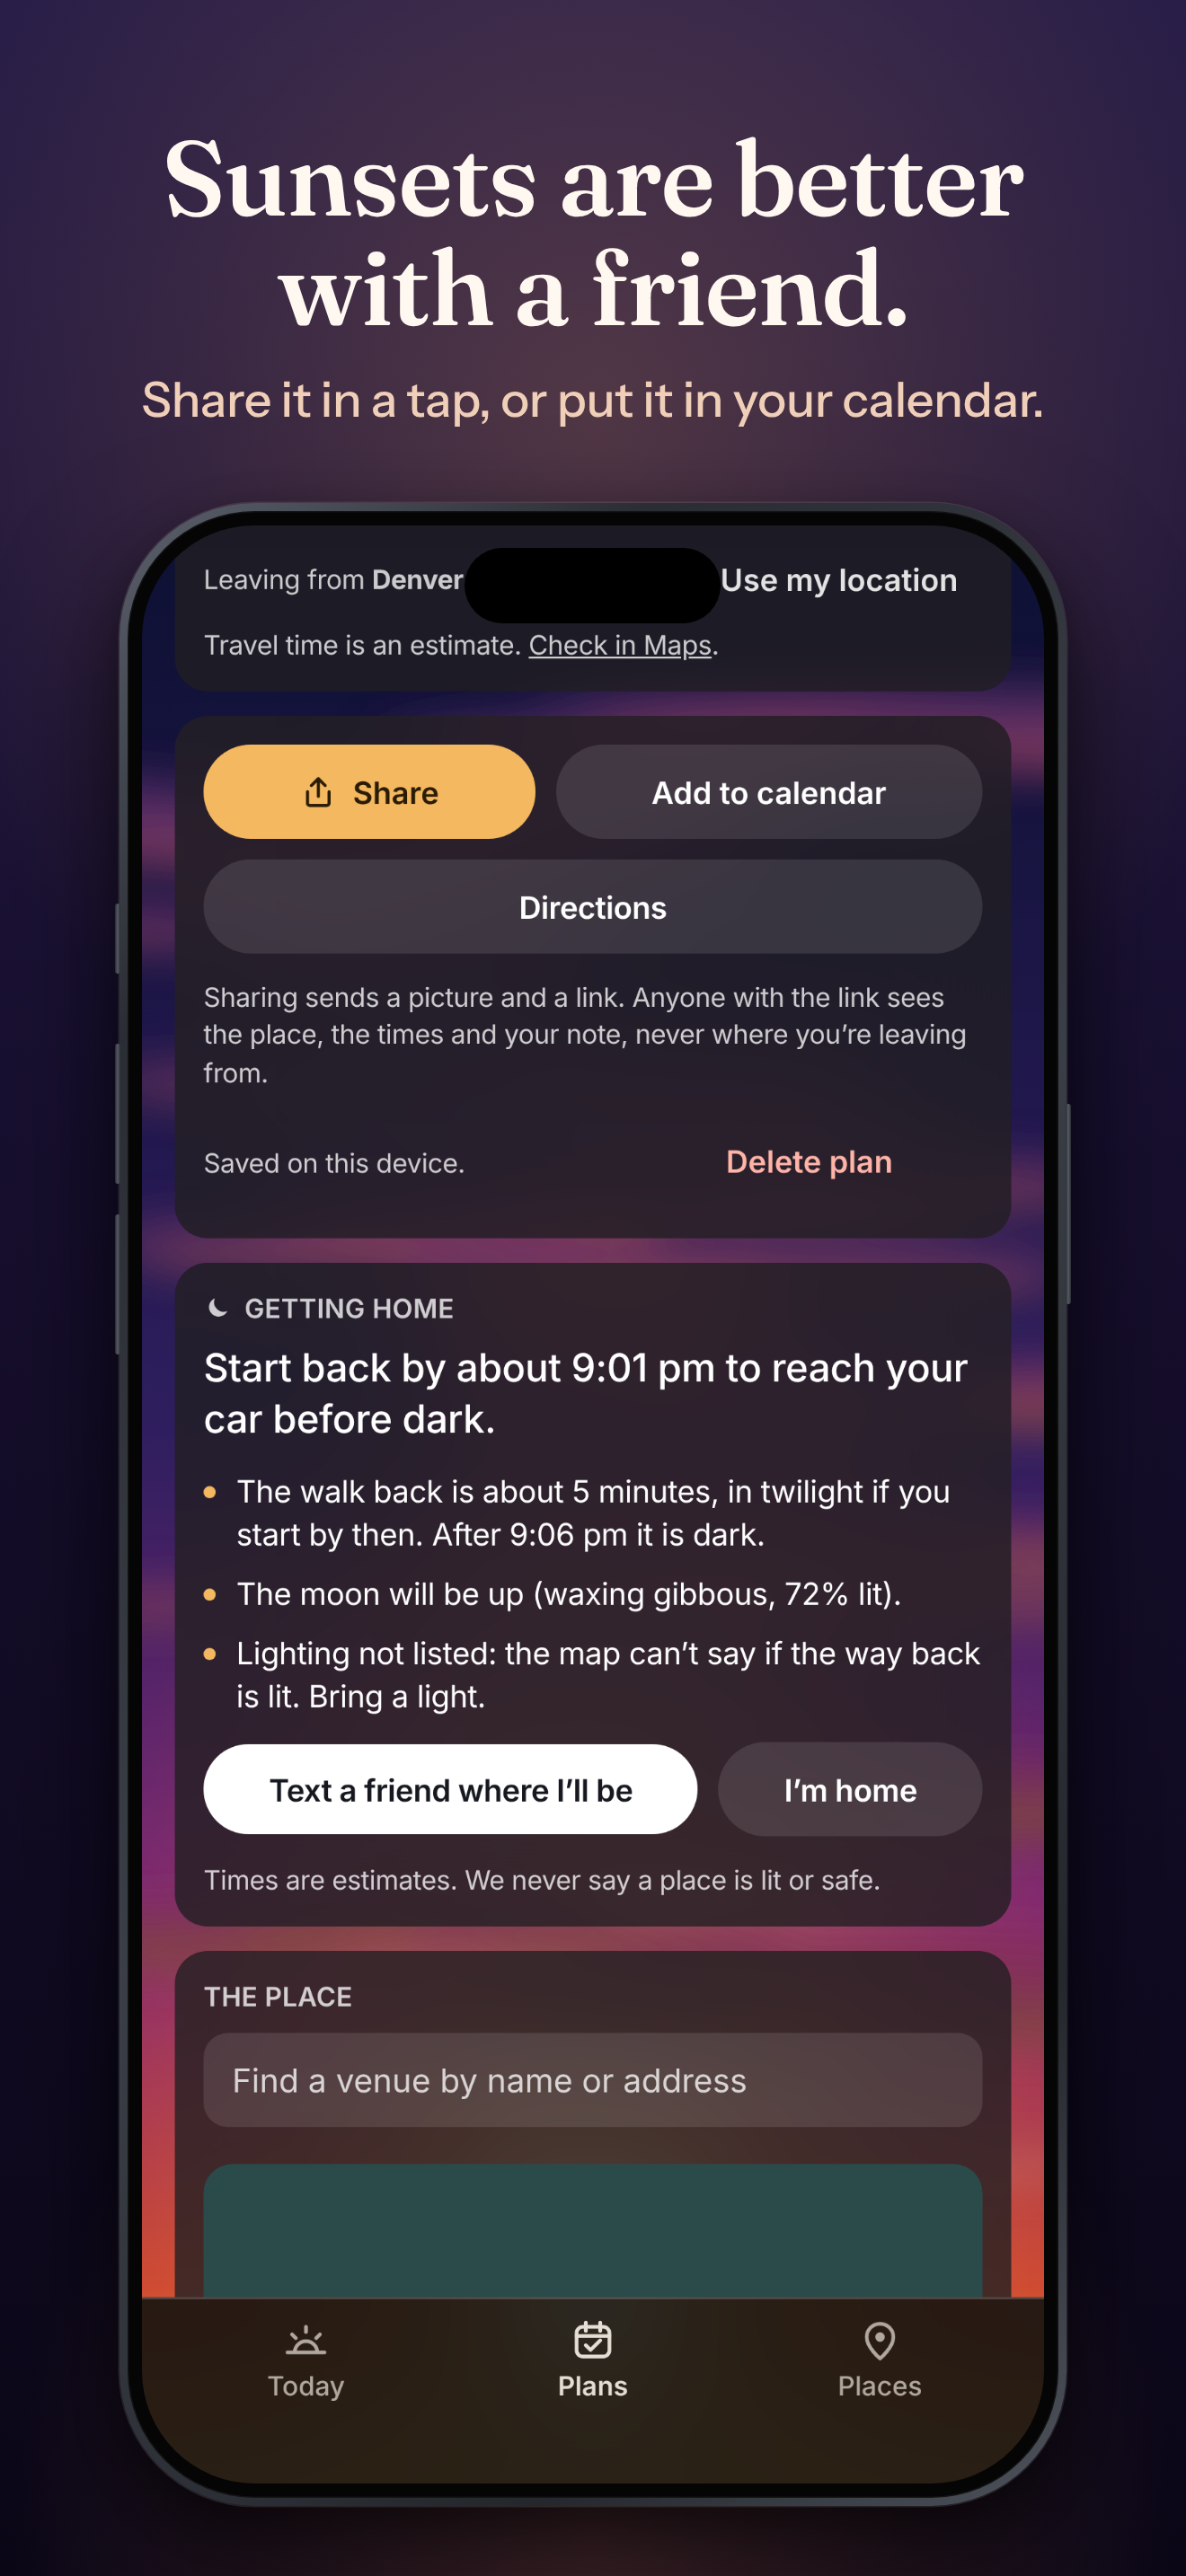 Sunsets are better
with a friend.
Share it in a tap, or put it in your calendar.
Leaving from Denver
Use my location
Travel time is an estimate. Check in Maps.
Share
Add to calendar
Directions
Sharing sends a picture and a link. Anyone with the link sees
the place, the times and your note, never where you’re leaving
from.
Saved on this device.
Delete plan
GETTING HOME
Start back by about 9:01 pm to reach your
car before dark.
The walk back is about 5 minutes, in twilight if you
start by then. After 9:06 pm it is dark.
The moon will be up (waxing gibbous, 72% lit).
Lighting not listed: the map can’t say if the way back
is lit. Bring a light.
Text a friend where I’ll be
I’m home
Times are estimates. We never say a place is lit or safe.
THE PLACE
Find a venue by name or address
Today
Plans
Places